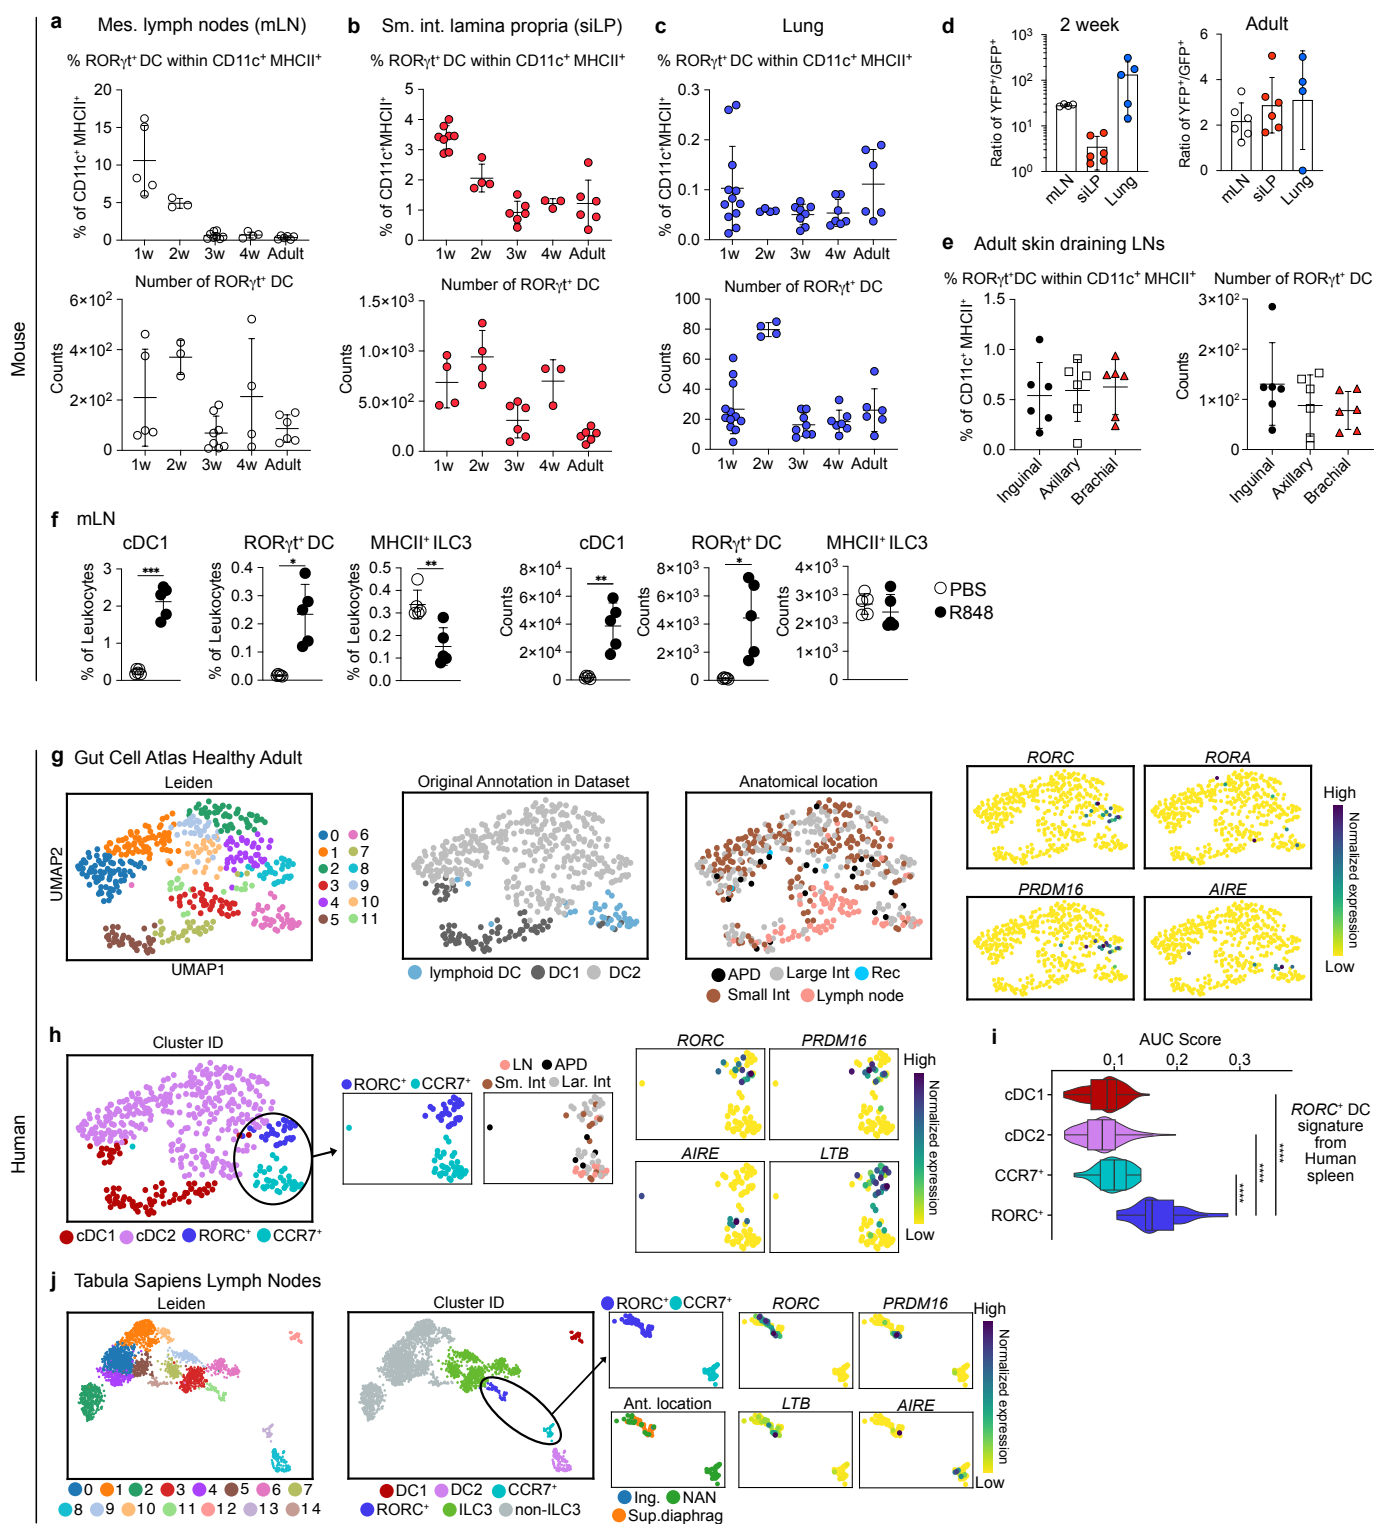 Mouse
a Mes. lymph nodes (mLN)
% RORγt+ DC within CD11c+ MHCII+
% of CD11c+ MHCII+
20
15
10
5
0
1w 2w 3w 4w Adult
Number of RORγt+ DC
Counts
6×10²
4×10²
2×10²
0
1w 2w 3w 4w Adult
b Sm. int. lamina propria (siLP)
% RORγt+ DC within CD11c+ MHCII+
% of CD11c+MHCII+
5
4
3
2
1
0
1w 2w 3w 4w Adult
Number of RORγt+ DC
Counts
1.5×10³
1.0×10³
5.0×10²
0.0
1w 2w 3w 4w Adult
c Lung
% RORγt+ DC within CD11c+ MHCII+
% of CD11c+MHCII+
0.3
0.2
0.1
0.0
1w 2w 3w 4w Adult
Number of RORγt+ DC
Counts
100
80
60
40
20
0
1w 2w 3w 4w Adult
d 2 week
Ratio of YFP+/GFP+
10³
10²
10¹
10⁰
mLN siLP Lung
Adult
Ratio of YFP+/GFP+
6
4
2
0
mLN siLP Lung
e Adult skin draining LNs
% RORγt+DC within CD11c+ MHCII+
% of CD11c+ MHCII+
1.5
1.0
0.5
0.0
Inguinal Axillary Brachial
Number of RORγt+ DC
Counts
3×10²
2×10²
1×10²
0
Inguinal Axillary Brachial
f mLN
cDC1
% of Leukocytes
3
2
1
0
***
RORγt+ DC
% of Leukocytes
0.4
0.3
0.2
0.1
0.0
*
MHCII+ ILC3
% of Leukocytes
0.5
0.4
0.3
0.2
0.1
0.0
**
cDC1
Counts
8×10⁴
6×10⁴
4×10⁴
2×10⁴
0
**
RORγt+ DC
Counts
8×10³
6×10³
4×10³
2×10³
0
*
MHCII+ ILC3
Counts
4×10³
3×10³
2×10³
1×10³
0
PBS
R848
Human
g Gut Cell Atlas Healthy Adult
Leiden
UMAP2
UMAP1
0 6
1 7
2 8
3 9
4 10
5 11
Original Annotation in Dataset
lymphoid DC DC1 DC2
Anatomical location
APD Large Int Rec
Small Int Lymph node
RORC
RORA
PRDM16
AIRE
High
Normalized expression
Low
h
Cluster ID
cDC1 cDC2 RORC+ CCR7+
RORC+ CCR7+
LN APD
Sm. Int Lar. Int
RORC
PRDM16
AIRE
LTB
High
Normalized expression
Low
i
AUC Score
0.1 0.2 0.3
cDC1
cDC2
CCR7+
RORC+
****
****
****
RORC+ DC
signature
from
Human
spleen
j Tabula Sapiens Lymph Nodes
Leiden
0 1 2 3 4 5 6 7
8 9 10 11 12 13 14
Cluster ID
DC1 DC2 CCR7+
RORC+ ILC3 non-ILC3
RORC+ CCR7+
RORC
PRDM16
Ant. location
LTB
AIRE
Ing. NAN
Sup.diaphrag
High
Normalized expression
Low